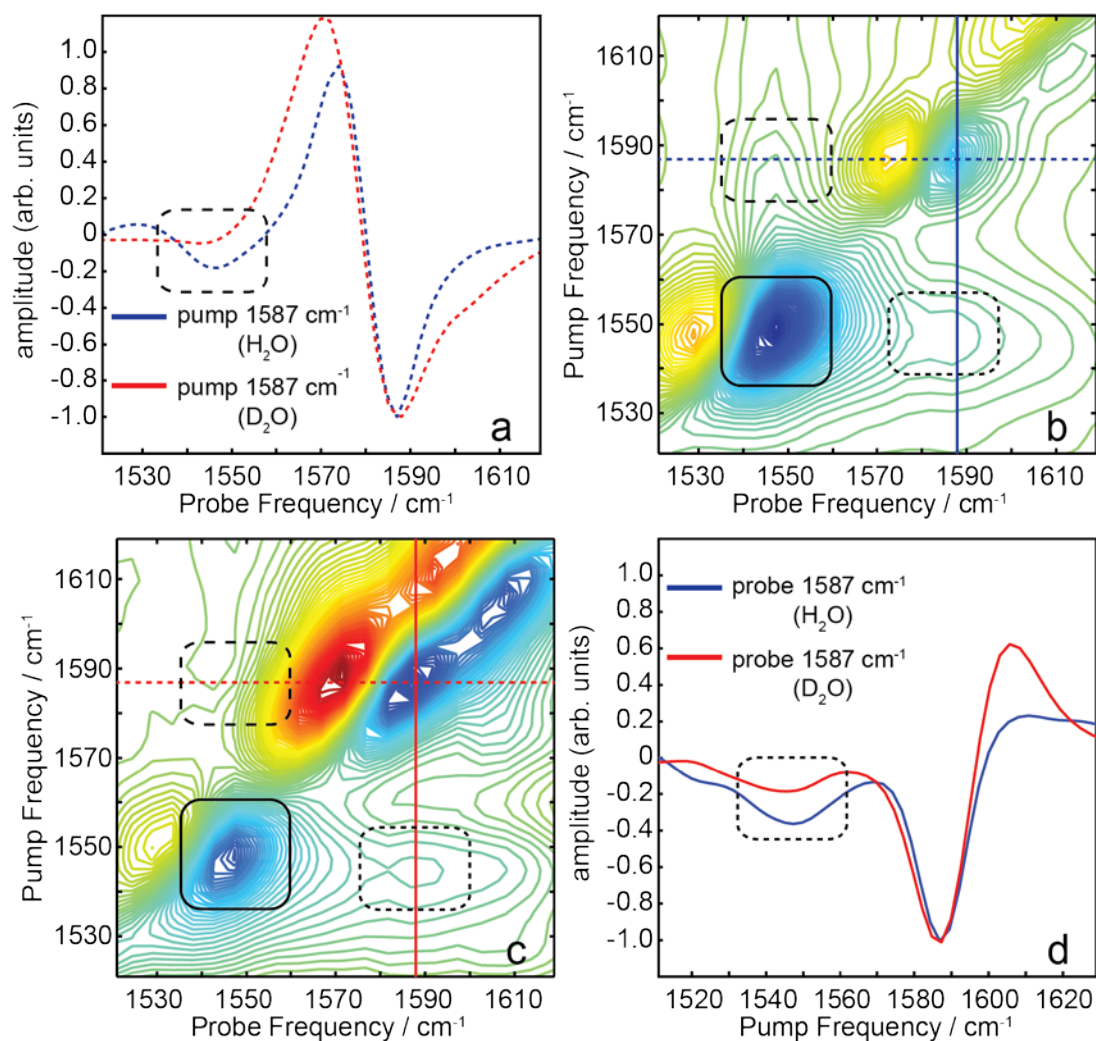 1.0
0.8
0.6
0.4
0.2
0
-0.2
-0.4
-0.6
-0.8
-1.0
amplitude (arb. units)
pump 1587 cm⁻¹
(H₂O)
pump 1587 cm⁻¹
(D₂O)
a
1530 1550 1570 1590 1610
Probe Frequency / cm⁻¹
1610
1590
1570
1550
1530
Pump Frequency / cm⁻¹
b
1530 1550 1570 1590 1610
Probe Frequency / cm⁻¹
1610
1590
1570
1550
1530
Pump Frequency / cm⁻¹
c
1530 1550 1570 1590 1610
Probe Frequency / cm⁻¹
1.0
0.8
0.6
0.4
0.2
0
-0.2
-0.4
-0.6
-0.8
-1.0
amplitude (arb. units)
probe 1587 cm⁻¹
(H₂O)
probe 1587 cm⁻¹
(D₂O)
d
1520 1540 1560 1580 1600 1620
Pump Frequency / cm⁻¹